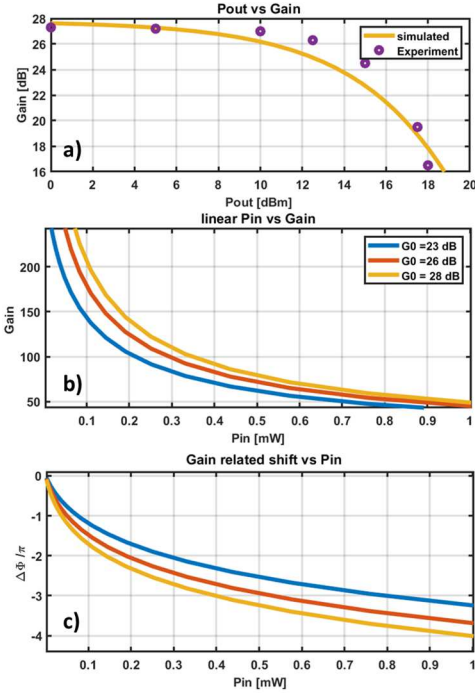 Pout vs Gain
28
26
24
22
20
18
16
Gain [dB]
simulated
Experiment
a)
0 2 4 6 8 10 12 14 16 18 20
Pout [dBm]
linear Pin vs Gain
200
150
100
50
Gain
G0 =23 dB
G0 = 26 dB
G0 = 28 dB
b)
0.1 0.2 0.3 0.4 0.5 0.6 0.7 0.8 0.9 1
Pin [mW]
Gain related shift vs Pin
0
-1
-2
-3
-4
ΔΦ /π
c)
0.1 0.2 0.3 0.4 0.5 0.6 0.7 0.8 0.9 1
Pin [mW]